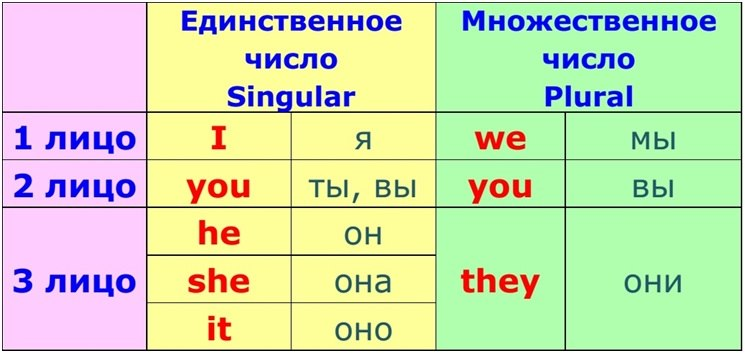 Единственное Множественное
число число
Singular Plural
1 лицо I я we мы
2 лицо you ты, вы you вы
he он
3 лицо she она they они
it оно